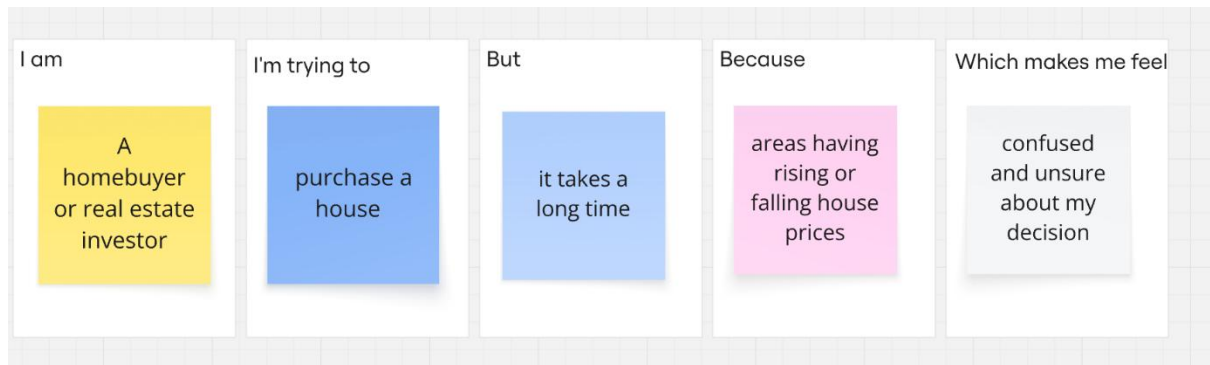 I am
A
homebuyer
or real estate
investor
I'm trying to
purchase a
house
But
it takes a
long time
Because
areas having
rising or
falling house
prices
Which makes me feel
confused
and unsure
about my
decision